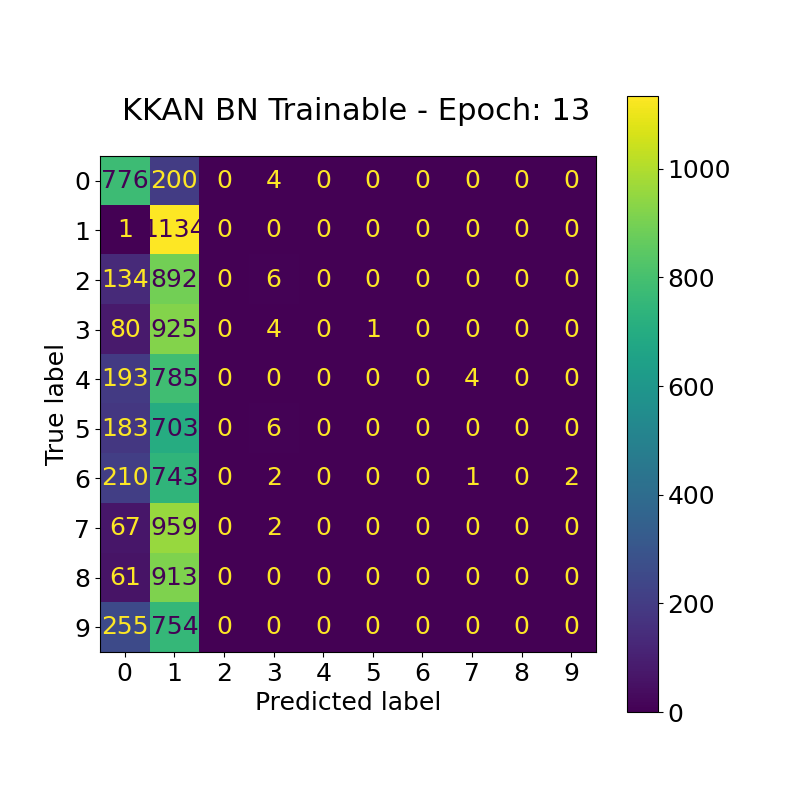 KKAN BN Trainable - Epoch: 13
0 776 200 0 4 0 0 0 0 0 0
1 1 1134 0 0 0 0 0 0 0 0
2 134 892 0 6 0 0 0 0 0 0
3 80 925 0 4 0 1 0 0 0 0
4 193 785 0 0 0 0 0 4 0 0
5 183 703 0 6 0 0 0 0 0 0
6 210 743 0 2 0 0 0 1 0 2
7 67 959 0 2 0 0 0 0 0 0
8 61 913 0 0 0 0 0 0 0 0
9 255 754 0 0 0 0 0 0 0 0
0 1 2 3 4 5 6 7 8 9
Predicted label
True label
1000
800
600
400
200
0